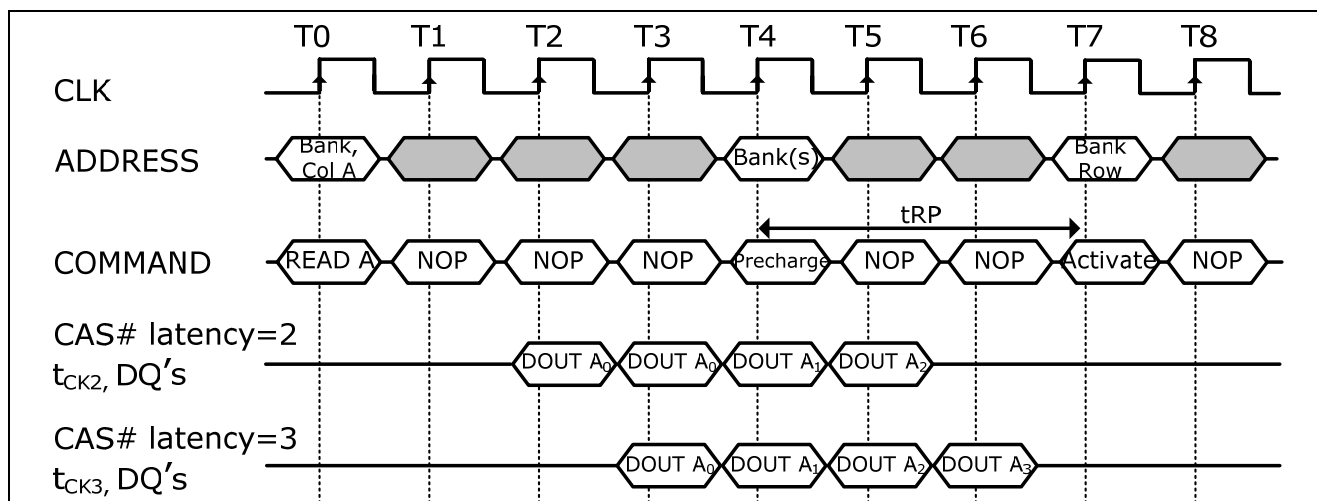 T0 T1 T2 T3 T4 T5 T6 T7 T8
CLK
ADDRESS
Bank,
Col A
Bank(s)
Bank
Row
tRP
COMMAND
READ A NOP NOP NOP Precharge NOP NOP Activate NOP
CAS# latency=2
tCK2, DQ's
DOUT A0 DOUT A0 DOUT A1 DOUT A2
CAS# latency=3
tCK3, DQ's
DOUT A0 DOUT A1 DOUT A2 DOUT A3